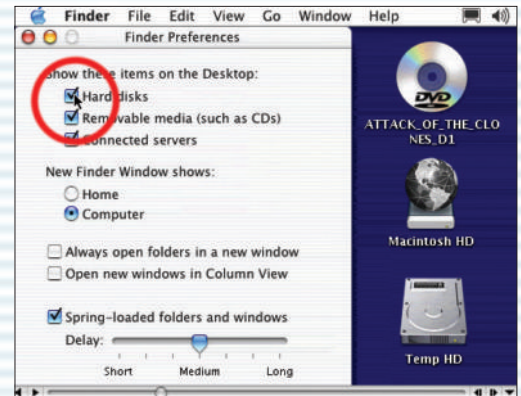 Finder File Edit View Go Window Help
Finder Preferences
Show these items on the Desktop:
Hard disks
Removable media (such as CDs)
Connected servers
New Finder Window shows:
Home
Computer
Always open folders in a new window
Open new windows in Column View
Spring-loaded folders and windows
Delay:
Short Medium Long
DVD
ATTACK_OF_THE_CLO
NES_D1
Macintosh HD
Temp HD